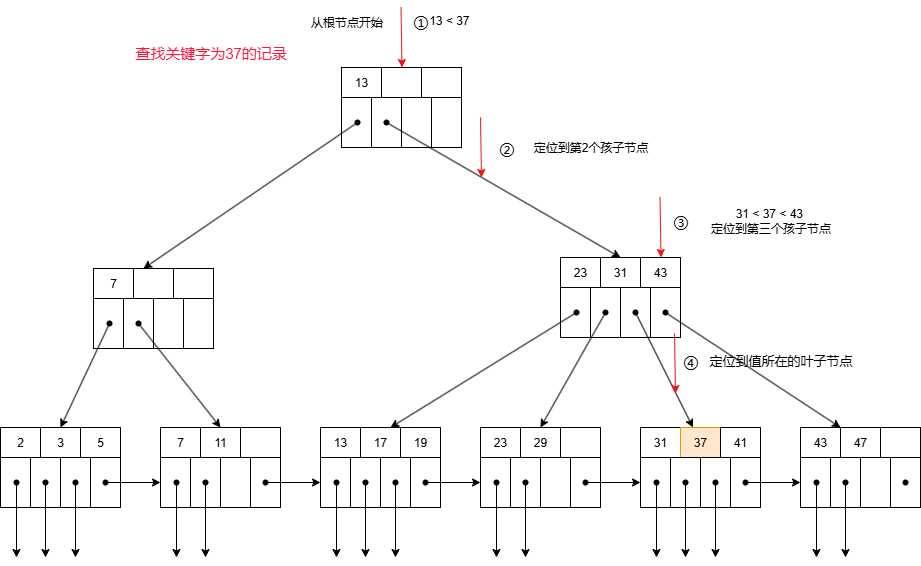 从根节点开始
① 13 < 37
查找关键字为37的记录
13
② 定位到第2个孩子节点
③ 31 < 37 < 43
定位到第三个孩子节点
7
23 31 43
④ 定位到值所在的叶子节点
2 3 5
7 11
13 17 19
23 29
31 37 41
43 47